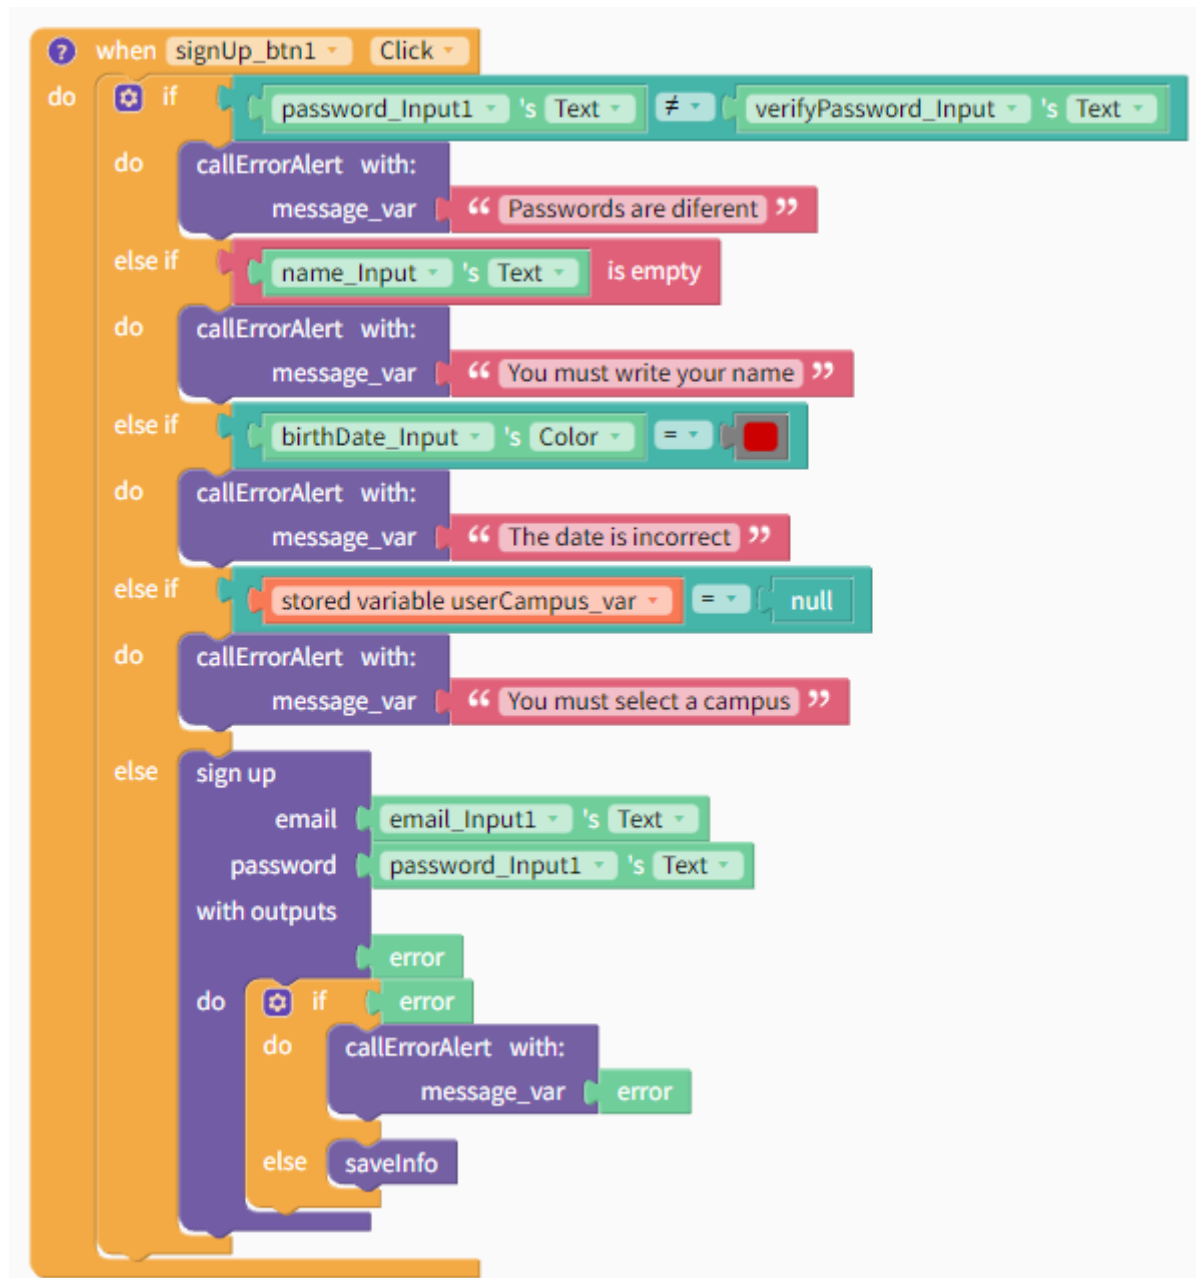 ? when signUp_btn1 Click
do if password_Input1 's Text ≠ verifyPassword_Input 's Text
do callErrorAlert with:
message_var “ Passwords are diferent ”
else if name_Input 's Text is empty
do callErrorAlert with:
message_var “ You must write your name ”
else if birthDate_Input 's Color =
do callErrorAlert with:
message_var “ The date is incorrect ”
else if stored variable userCampus_var = null
do callErrorAlert with:
message_var “ You must select a campus ”
else sign up
email email_Input1 's Text
password password_Input1 's Text
with outputs
error
do if error
do callErrorAlert with:
message_var error
else saveInfo